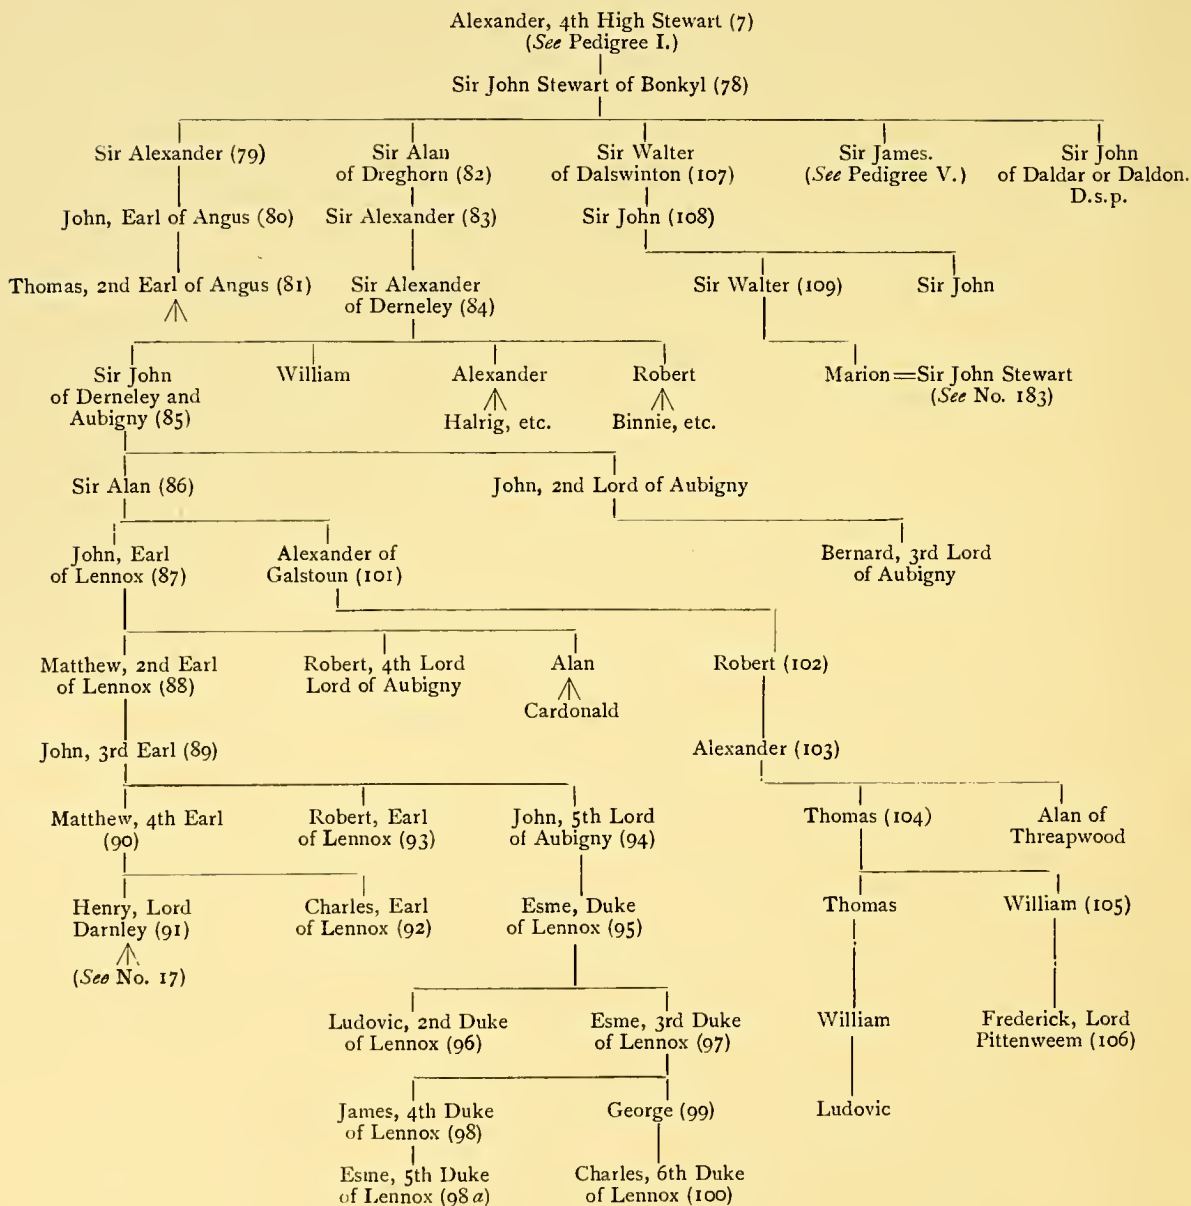 Alexander, 4th High Stewart (7)
(See Pedigree I.)
Sir John Stewart of Bonkyl (78)
Sir Alexander (79)
Sir Alan
of Dreghorn (82)
Sir Walter
of Dalswinton (107)
Sir James.
(See Pedigree V.)
Sir John
of Daldar or Daldon.
D.s.p.
John, Earl of Angus (80)
Sir Alexander (83)
Sir John (108)
Thomas, 2nd Earl of Angus (81)
Sir Alexander
of Derneley (84)
Sir Walter (109)
Sir John
Sir John
of Derneley and
Aubigny (85)
William
Alexander
Halrig, etc.
Robert
Binnie, etc.
Marion=Sir John Stewart
(See No. 183)
Sir Alan (86)
John, 2nd Lord of Aubigny
John, Earl
of Lennox (87)
Alexander of
Galstoun (101)
Bernard, 3rd Lord
of Aubigny
Matthew, 2nd Earl
of Lennox (88)
Robert, 4th Lord
Lord of Aubigny
Alan
Cardonald
Robert (102)
John, 3rd Earl (89)
Alexander (103)
Matthew, 4th Earl
(90)
Robert, Earl
of Lennox (93)
John, 5th Lord
of Aubigny (94)
Thomas (104)
Alan of
Threapwood
Henry, Lord
Darnley (91)
(See No. 17)
Charles, Earl
of Lennox (92)
Esme, Duke
of Lennox (95)
Thomas
William (105)
Ludovic, 2nd Duke
of Lennox (96)
Esme, 3rd Duke
of Lennox (97)
William
Frederick, Lord
Pittenweem (106)
James, 4th Duke
of Lennox (98)
George (99)
Ludovic
Esme, 5th Duke
of Lennox (98a)
Charles, 6th Duke
of Lennox (100)